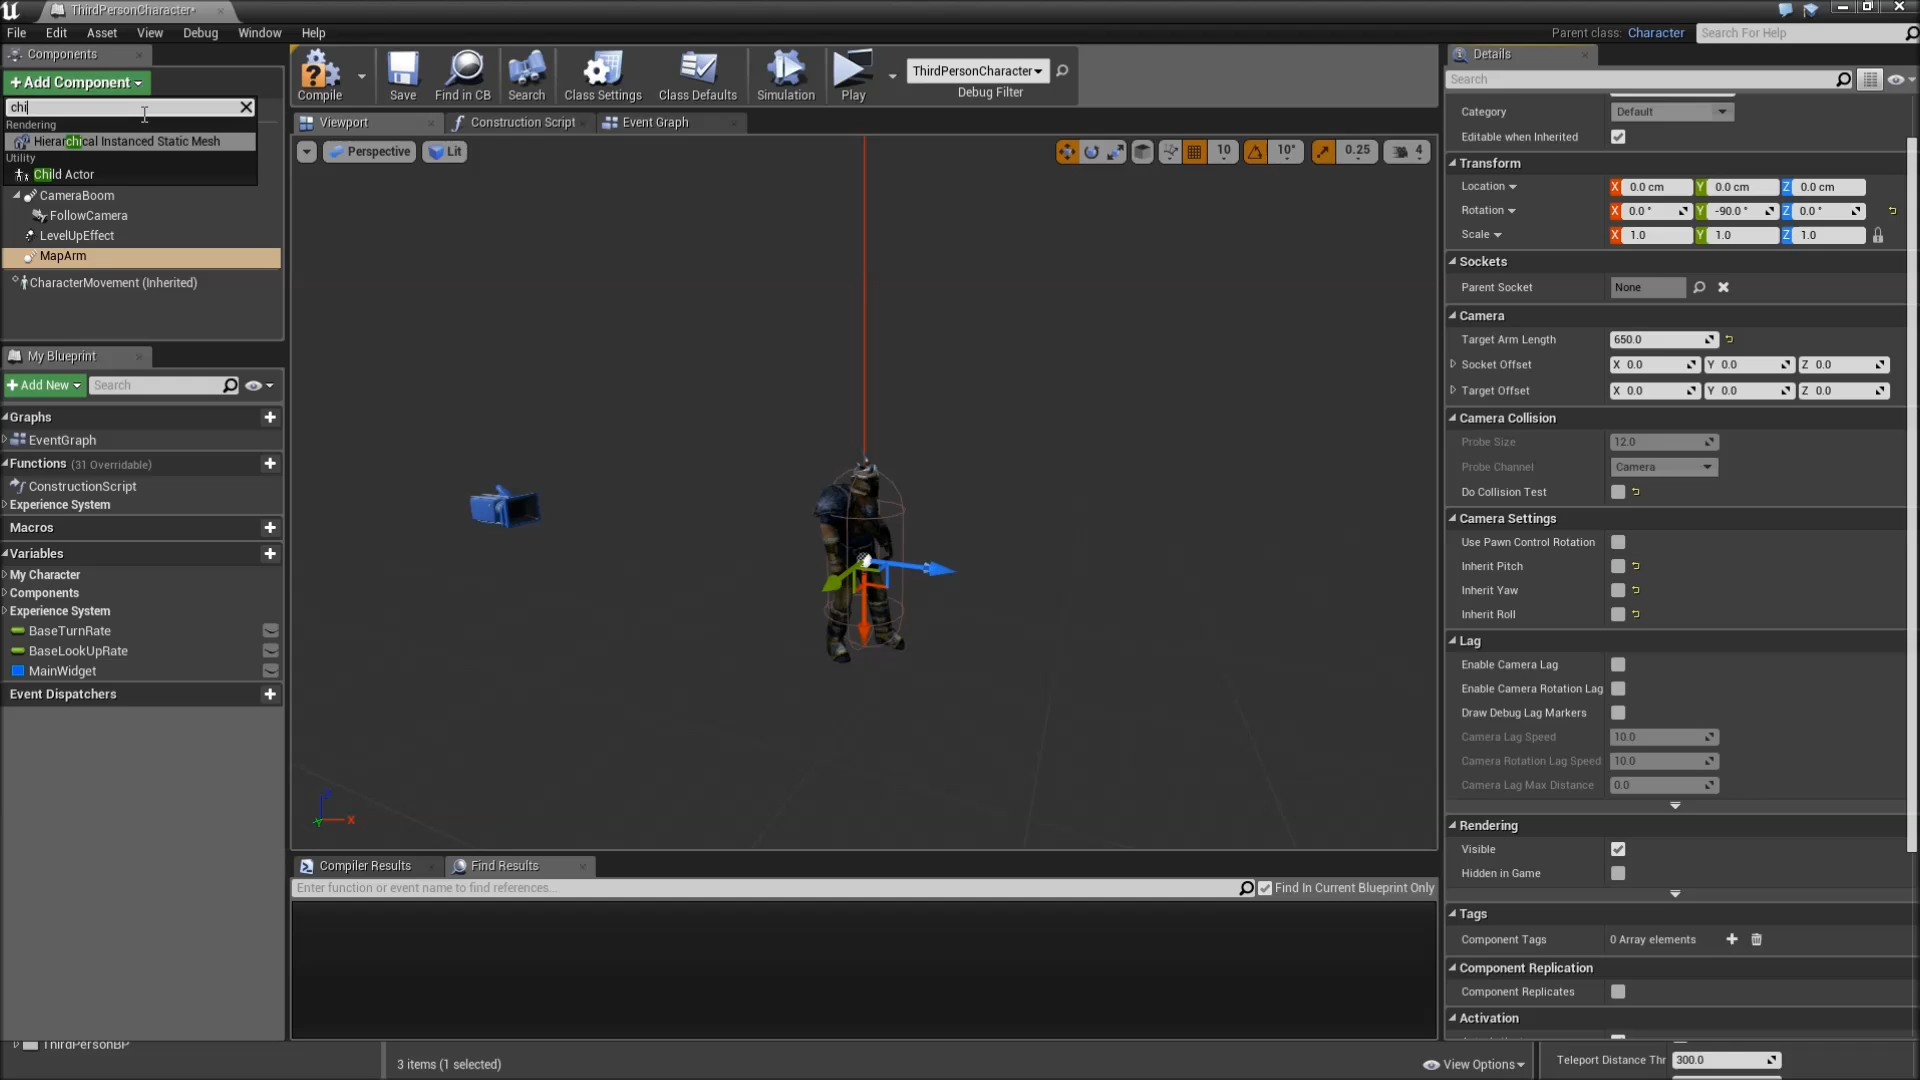 ThirdPersonCharacter*
File Edit Asset View Debug Window Help
Parent class: Character
Search For Help
Components
+Add Component
chi
Rendering
Hierarchical Instanced Static Mesh
Utility
Child Actor
CameraBoom
FollowCamera
LevelUpEffect
MapArm
CharacterMovement (Inherited)
My Blueprint
+Add New
Search
Graphs
EventGraph
Functions (31 Overridable)
ConstructionScript
Experience System
Macros
Variables
My Character
Components
Experience System
BaseTurnRate
BaseLookUpRate
MainWidget
Event Dispatchers
ThirdPersonBP
Compile Save Find in CB Search Class Settings Class Defaults Simulation Play
ThirdPersonCharacter
Debug Filter
Viewport Construction Script Event Graph
Perspective Lit
10 10° 0.25 4
X
Compiler Results Find Results
Enter function or event name to find references...
Find In Current Blueprint Only
3 items (1 selected)
View Options
Details
Search
Category Default
Editable when Inherited
Transform
Location X 0.0 cm Y 0.0 cm Z 0.0 cm
Rotation X 0.0 ° Y -90.0 ° Z 0.0 °
Scale X 1.0 Y 1.0 Z 1.0
Sockets
Parent Socket None
Camera
Target Arm Length 650.0
Socket Offset X 0.0 Y 0.0 Z 0.0
Target Offset X 0.0 Y 0.0 Z 0.0
Camera Collision
Probe Size 12.0
Probe Channel Camera
Do Collision Test
Camera Settings
Use Pawn Control Rotation
Inherit Pitch
Inherit Yaw
Inherit Roll
Lag
Enable Camera Lag
Enable Camera Rotation Lag
Draw Debug Lag Markers
Camera Lag Speed 10.0
Camera Rotation Lag Speed 10.0
Camera Lag Max Distance 0.0
Rendering
Visible
Hidden in Game
Tags
Component Tags 0 Array elements
Component Replication
Component Replicates
Activation
Teleport Distance Thr 300.0